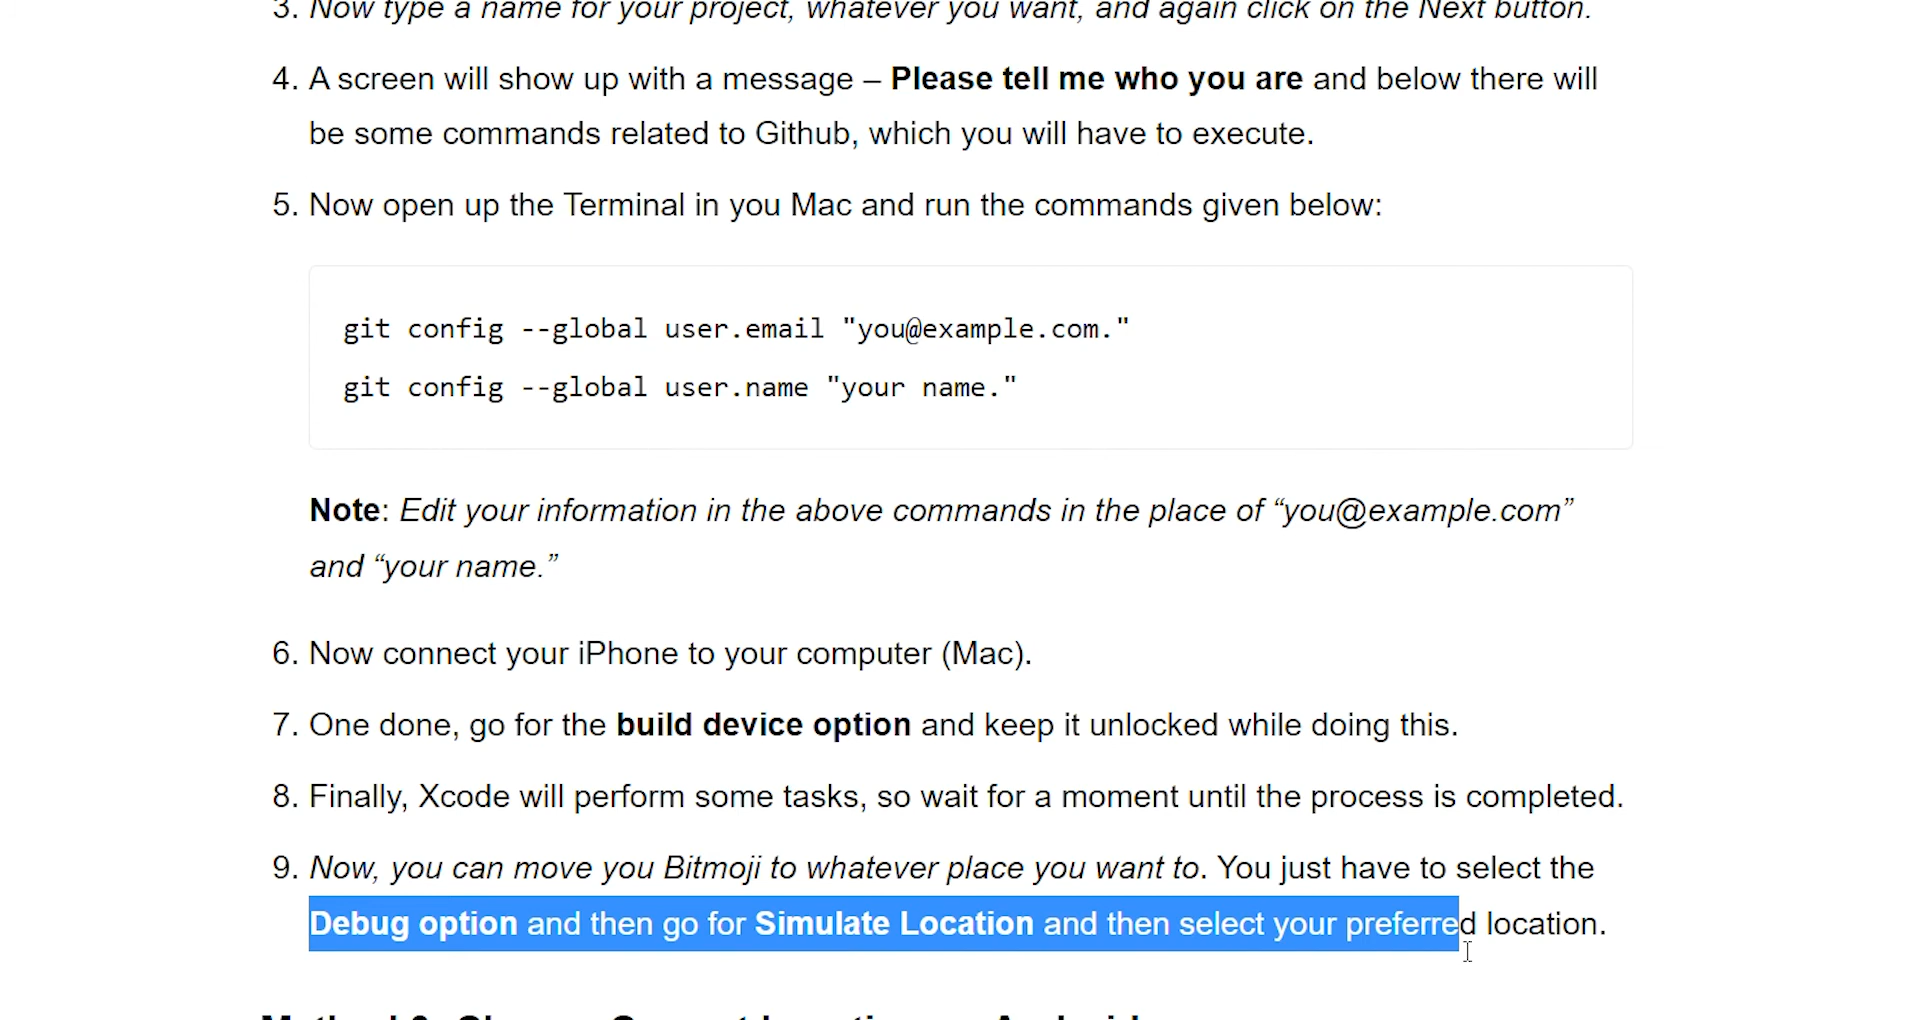 3. Now type a name for your project, whatever you want, and again click on the Next button.
4. A screen will show up with a message – Please tell me who you are and below there will
be some commands related to Github, which you will have to execute.
5. Now open up the Terminal in you Mac and run the commands given below:
git config --global user.email "you@example.com."
git config --global user.name "your name."
Note: Edit your information in the above commands in the place of “you@example.com”
and “your name.”
6. Now connect your iPhone to your computer (Mac).
7. One done, go for the build device option and keep it unlocked while doing this.
8. Finally, Xcode will perform some tasks, so wait for a moment until the process is completed.
9. Now, you can move you Bitmoji to whatever place you want to. You just have to select the
Debug option and then go for Simulate Location and then select your preferred location.